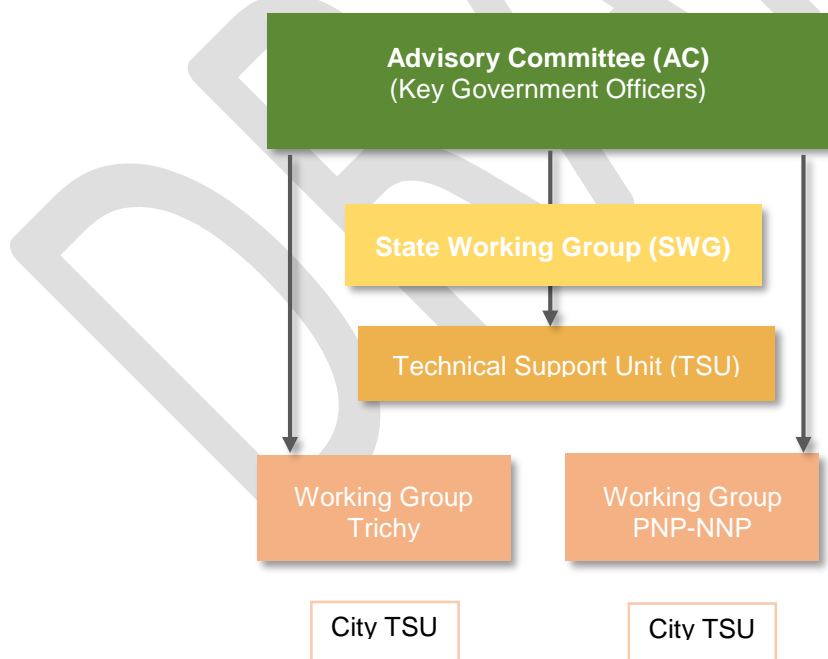 Advisory Committee (AC)
(Key Government Officers)
State Working Group (SWG)
Technical Support Unit (TSU)
Working Group
Trichy
Working Group
PNP-NNP
City TSU
City TSU